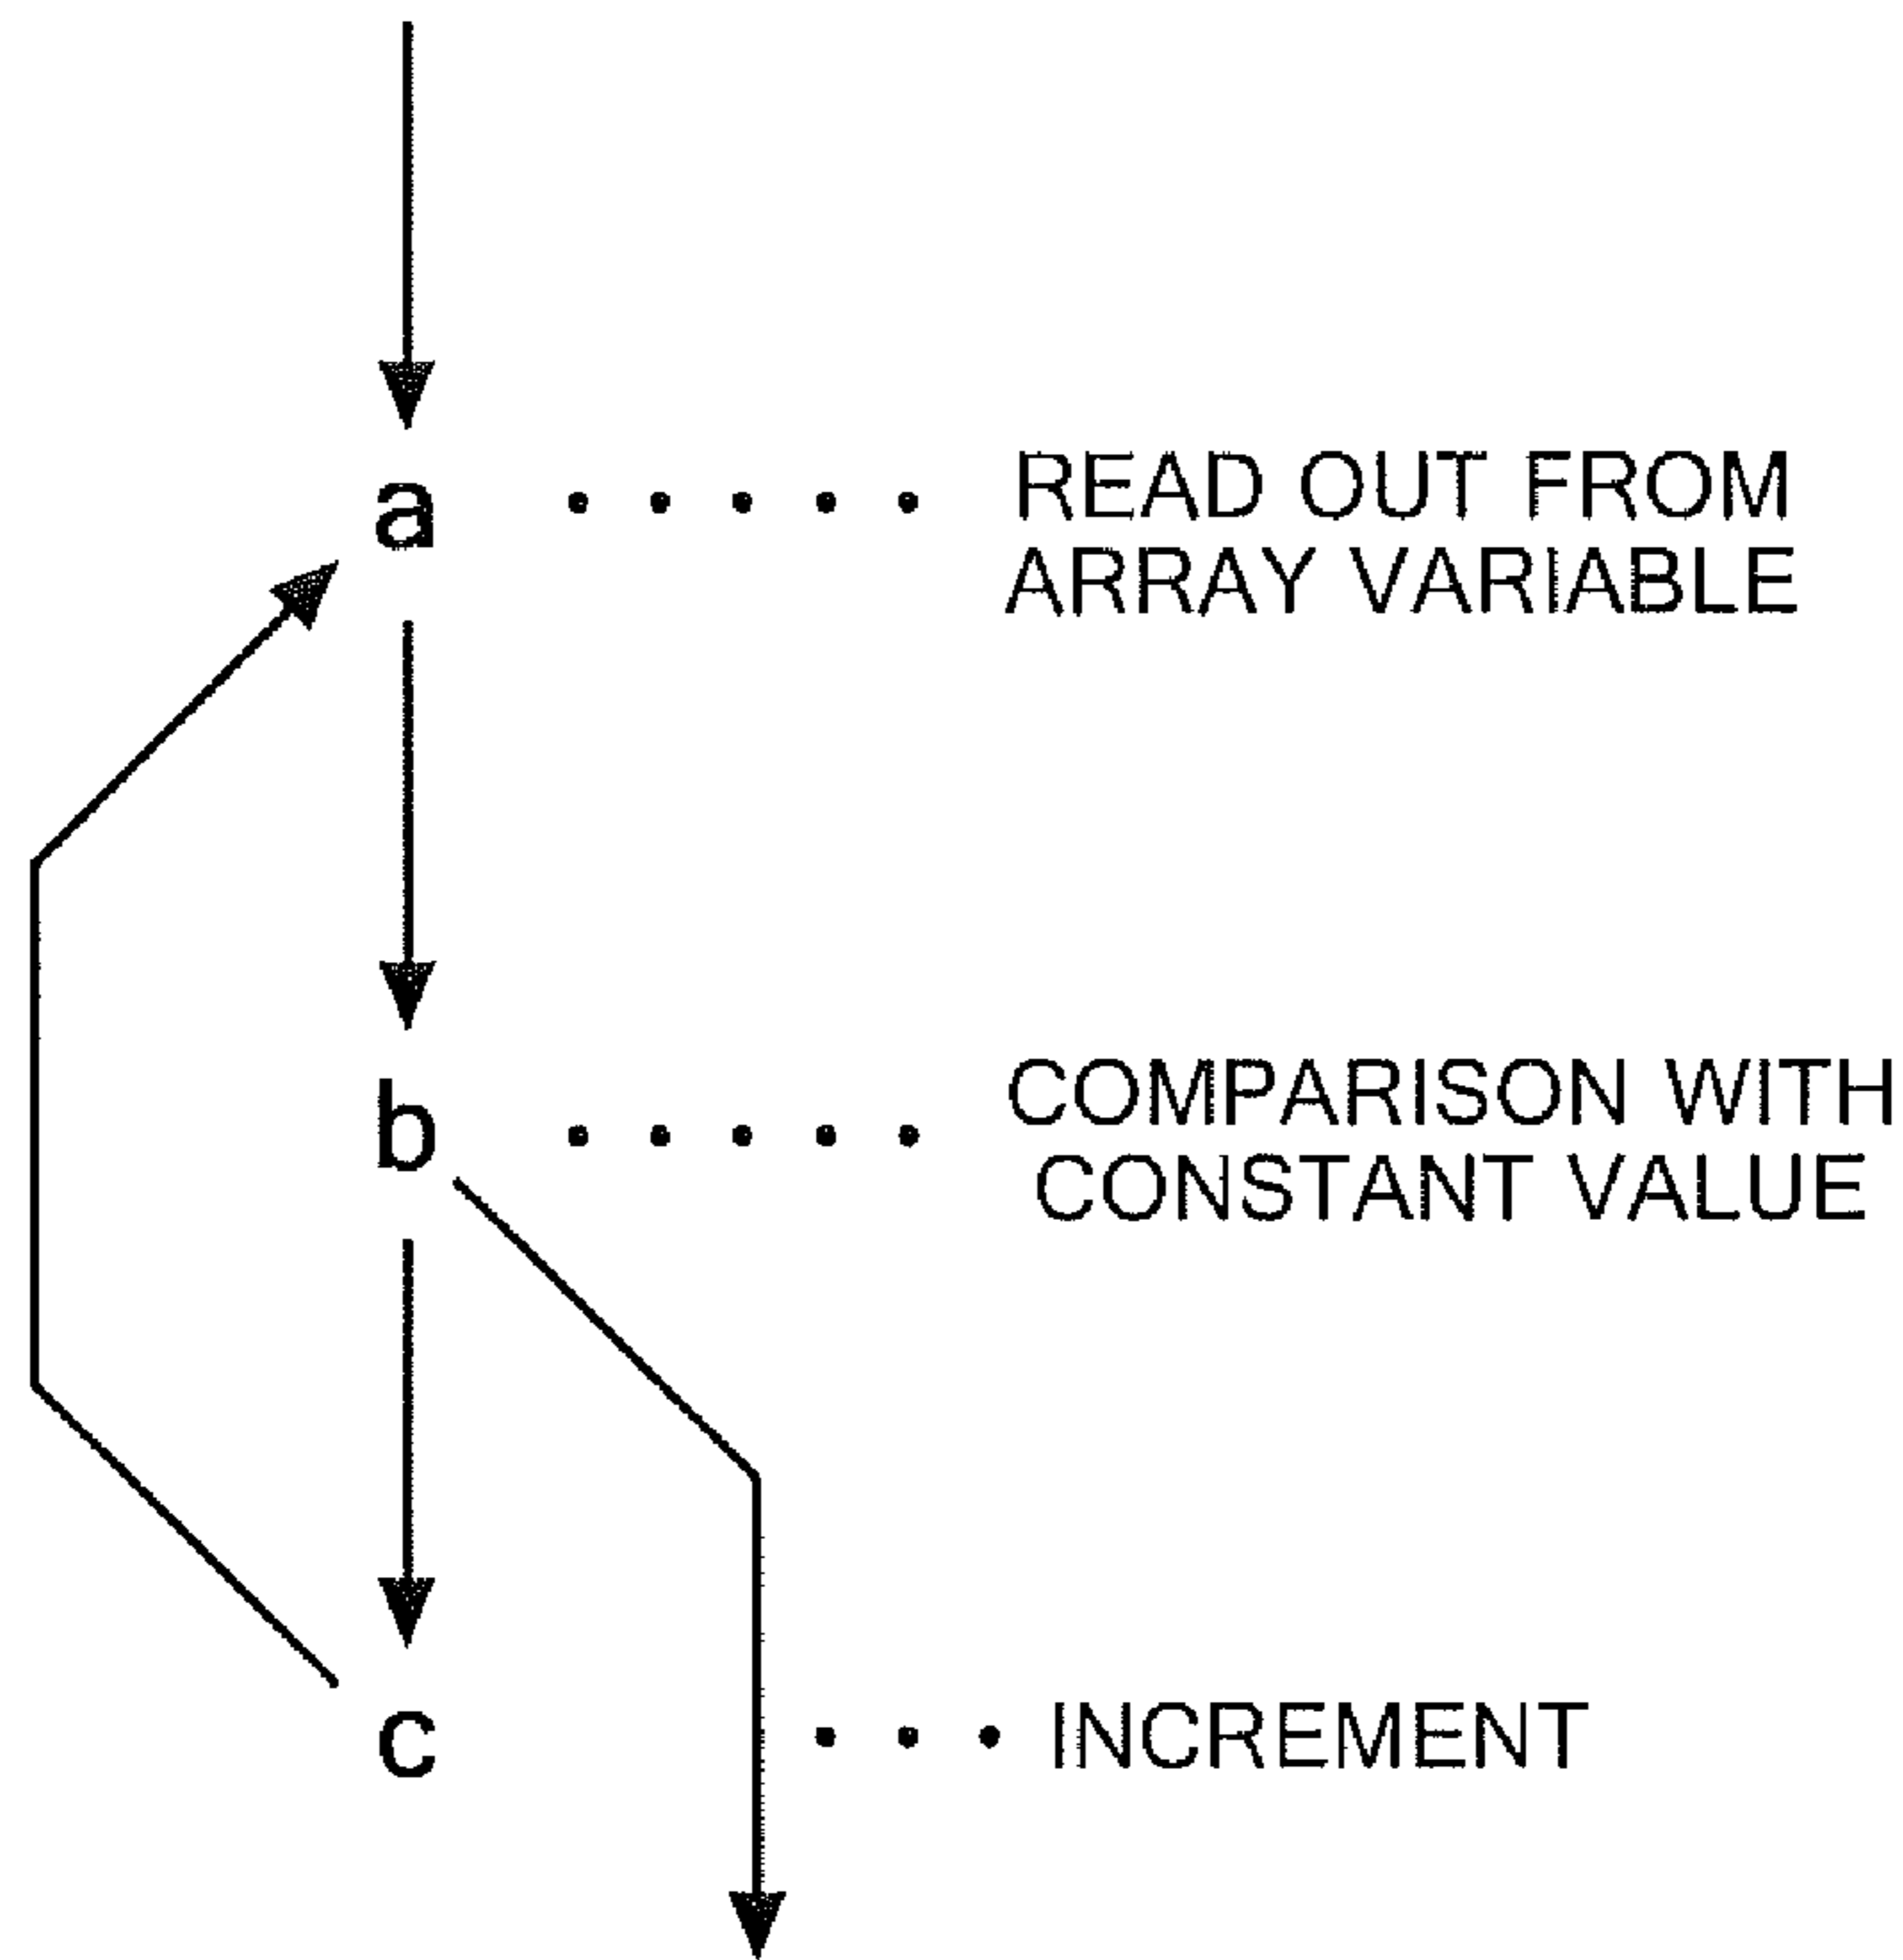 a ····· READ OUT FROM
ARRAY VARIABLE
b ····· COMPARISON WITH
CONSTANT VALUE
c ··· INCREMENT